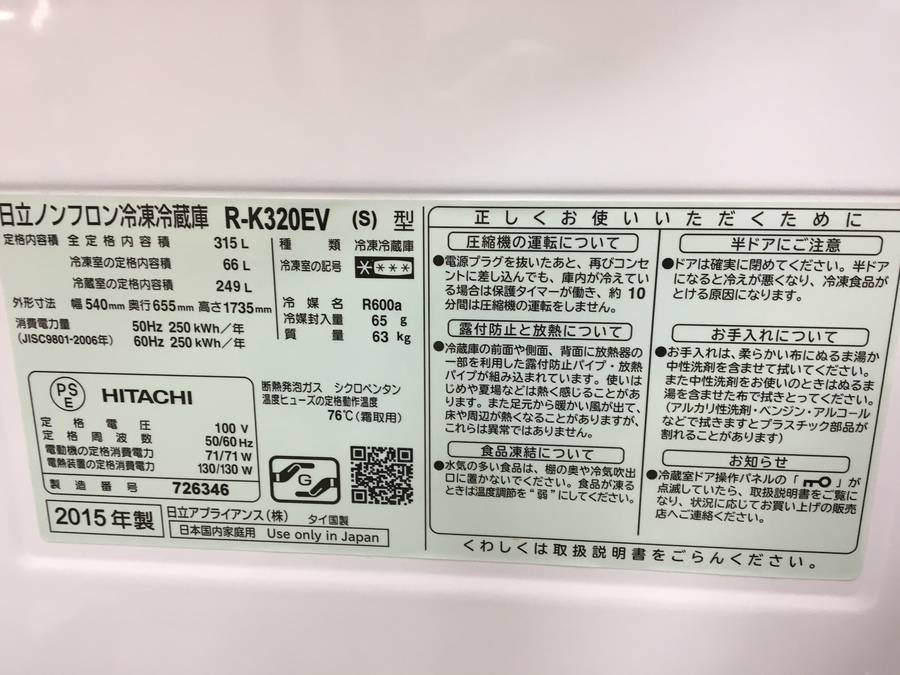 日立ノンフロン冷凍冷蔵庫 R-K320EV (S) 型
定格内容積 全定格内容積 315 L
冷凍室の定格内容積 66 L
冷蔵室の定格内容積 249 L
外形寸法 幅 540mm 奥行 655mm 高さ 1735mm
消費電力量 50Hz 250 kWh/年
(JISC9801-2006年) 60Hz 250 kWh/年
種類 冷凍冷蔵庫
冷凍室の記号 ****
冷媒名 R600a
冷媒封入量 65 g
質量 63 kg
PSE HITACHI
定格電圧 100 V
定格周波数 50/60 Hz
電動機の定格消費電力 71/71 W
電熱装置の定格消費電力 130/130 W
製造番号 726346
断熱発泡ガス シクロペンタン
温度ヒューズの定格動作温度
76℃(霜取用)
G
2015年製
日立アプライアンス(株) タイ国製
日本国内家庭用 Use only in Japan
正しくお使いいただくために
圧縮機の運転について
●電源プラグを抜いたあと、再びコンセ
ントに差し込んでも、庫内が冷えてい
る場合は保護タイマーが働き、約10
分間は圧縮機の運転をしません。
露付防止と放熱について
●冷蔵庫の前面や側面、背面に放熱器の
一部を利用した露付防止パイプ・放熱
パイプが組み込まれています。使いは
じめや夏場などは熱く感じることがあり
ます。また足元から暖かい風が出て、
床や周辺が熱くなることがありますが、
これらは異常ではありません。
食品凍結について
●水気の多い食品は、棚の奥や冷気吹出
口に置かないでください。食品が凍る
ときは温度調節を"弱"にしてください。
半ドアにご注意
●ドアは確実に閉めてください。半ドア
になると冷えが悪くなり、冷凍食品が
とける原因になります。
お手入れについて
●お手入れは、柔らかい布にぬるま湯か
中性洗剤を含ませて拭いてください。
また中性洗剤をお使いのときはぬるま
湯を含ませた布で拭きとってください。
(アルカリ性洗剤・ベンジン・アルコール
などで拭きますとプラスチック部品が
割れることがあります)
お知らせ
●冷蔵室ドア操作パネルの「 」が
点滅していたら、取扱説明書をご覧に
なり、状況に応じてお買い上げの販売
店へご連絡ください。
くわしくは取扱説明書をごらんください。